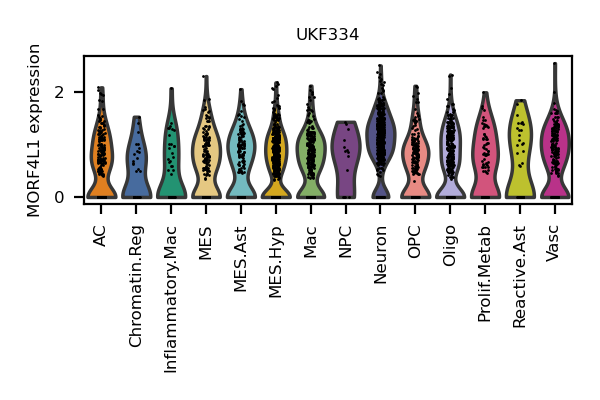 UKF334
MORF4L1 expression
2
0
AC
Chromatin.Reg
Inflammatory.Mac
MES
MES.Ast
MES.Hyp
Mac
NPC
Neuron
OPC
Oligo
Prolif.Metab
Reactive.Ast
Vasc